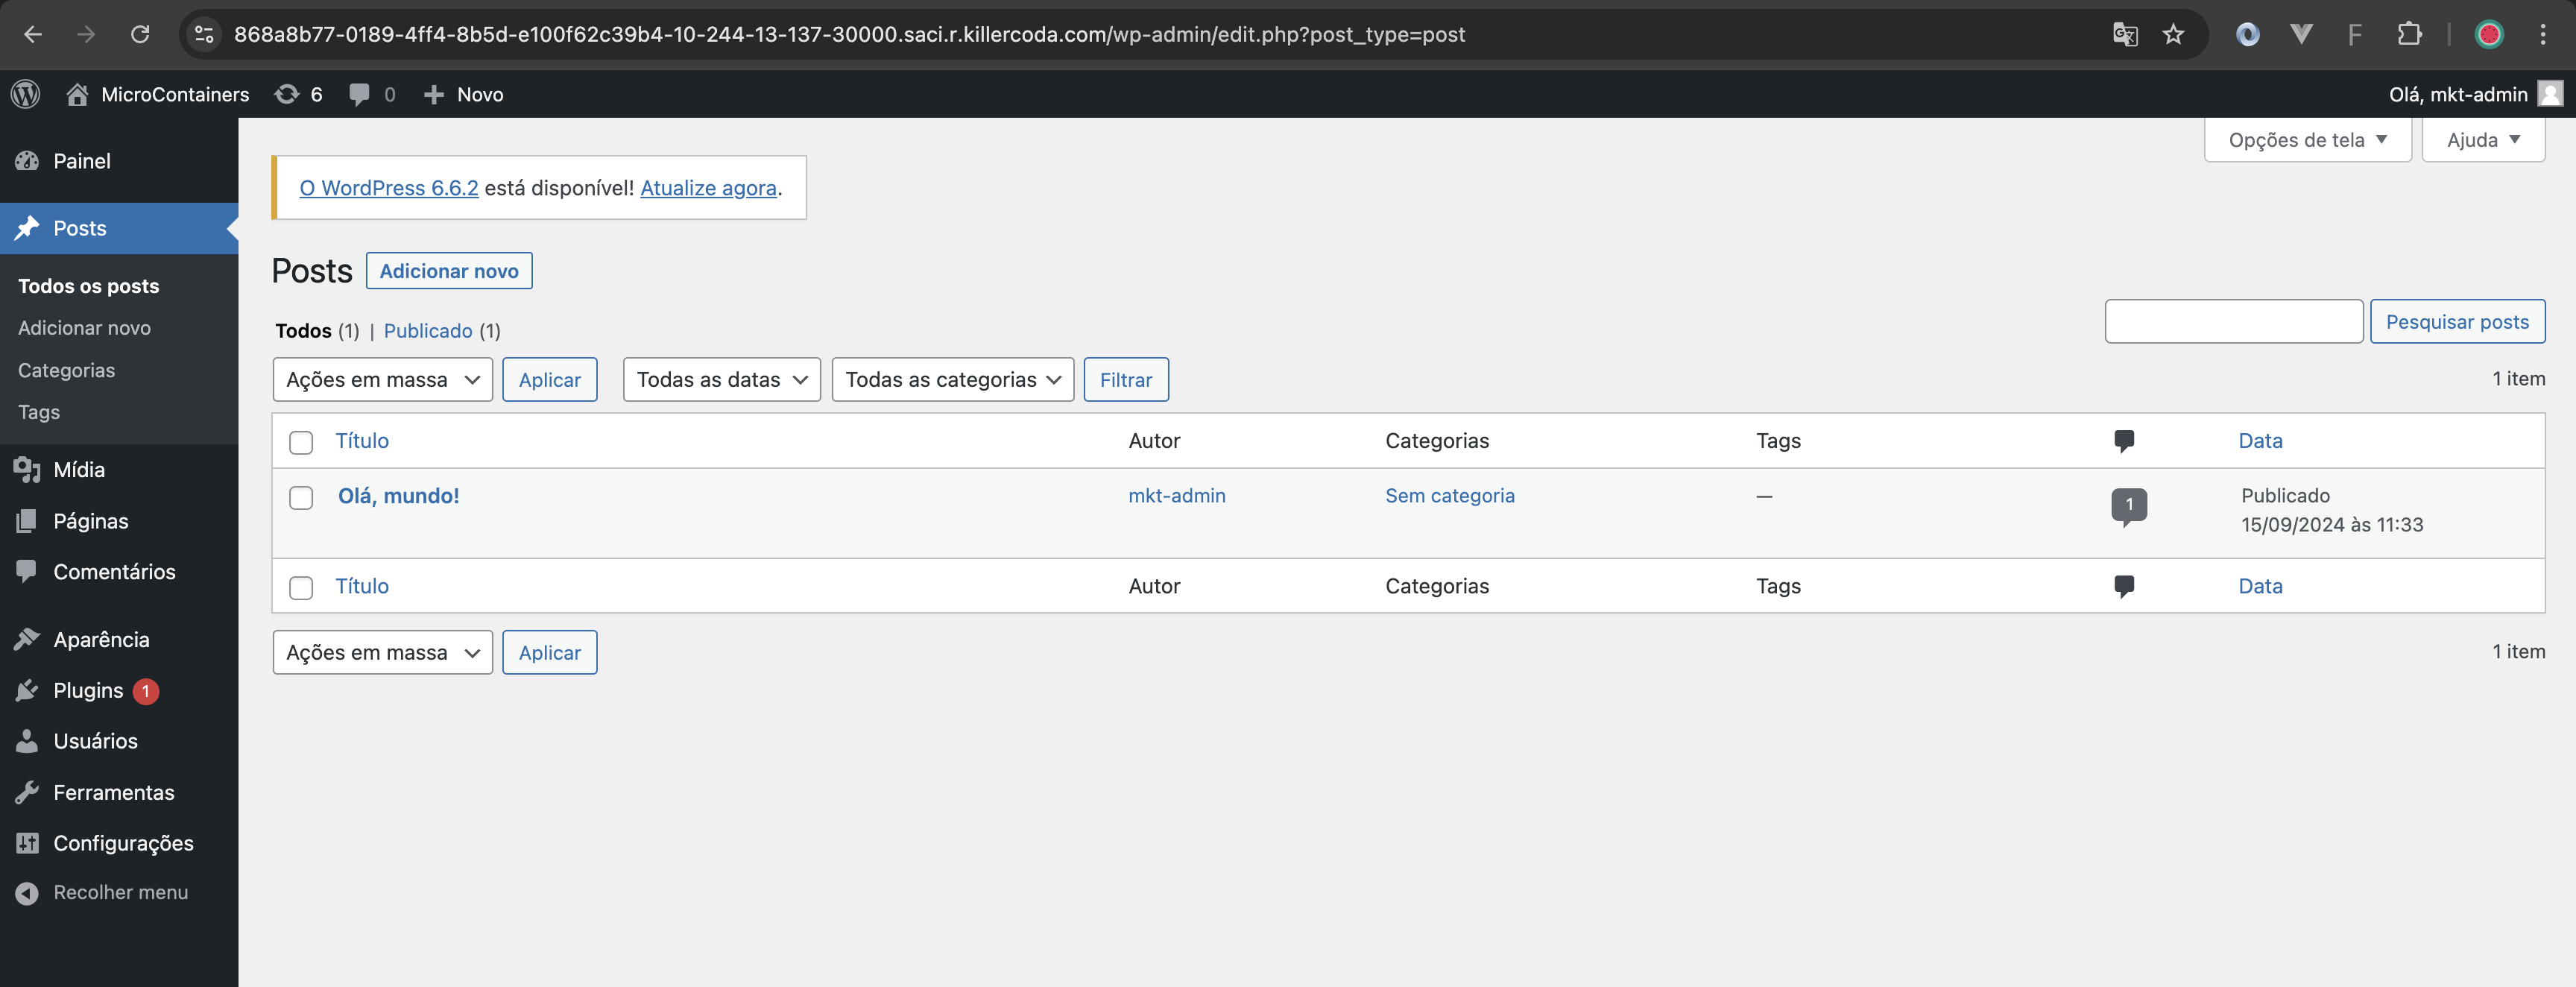 868a8b77-0189-4ff4-8b5d-e100f62c39b4-10-244-13-137-30000.saci.r.killercoda.com/wp-admin/edit.php?post_type=post
MicroContainers 6 0 Novo Olá, mkt-admin
Opções de tela Ajuda
Painel
Posts
Todos os posts
Adicionar novo
Categorias
Tags
Mídia
Páginas
Comentários
Aparência
Plugins 1
Usuários
Ferramentas
Configurações
Recolher menu
O WordPress 6.6.2 está disponível! Atualize agora.
Posts Adicionar novo
Todos (1) | Publicado (1)
Pesquisar posts
Ações em massa Aplicar Todas as datas Todas as categorias Filtrar 1 item
Título Autor Categorias Tags Data
Olá, mundo! mkt-admin Sem categoria — 1 Publicado
15/09/2024 às 11:33
Título Autor Categorias Tags Data
Ações em massa Aplicar 1 item